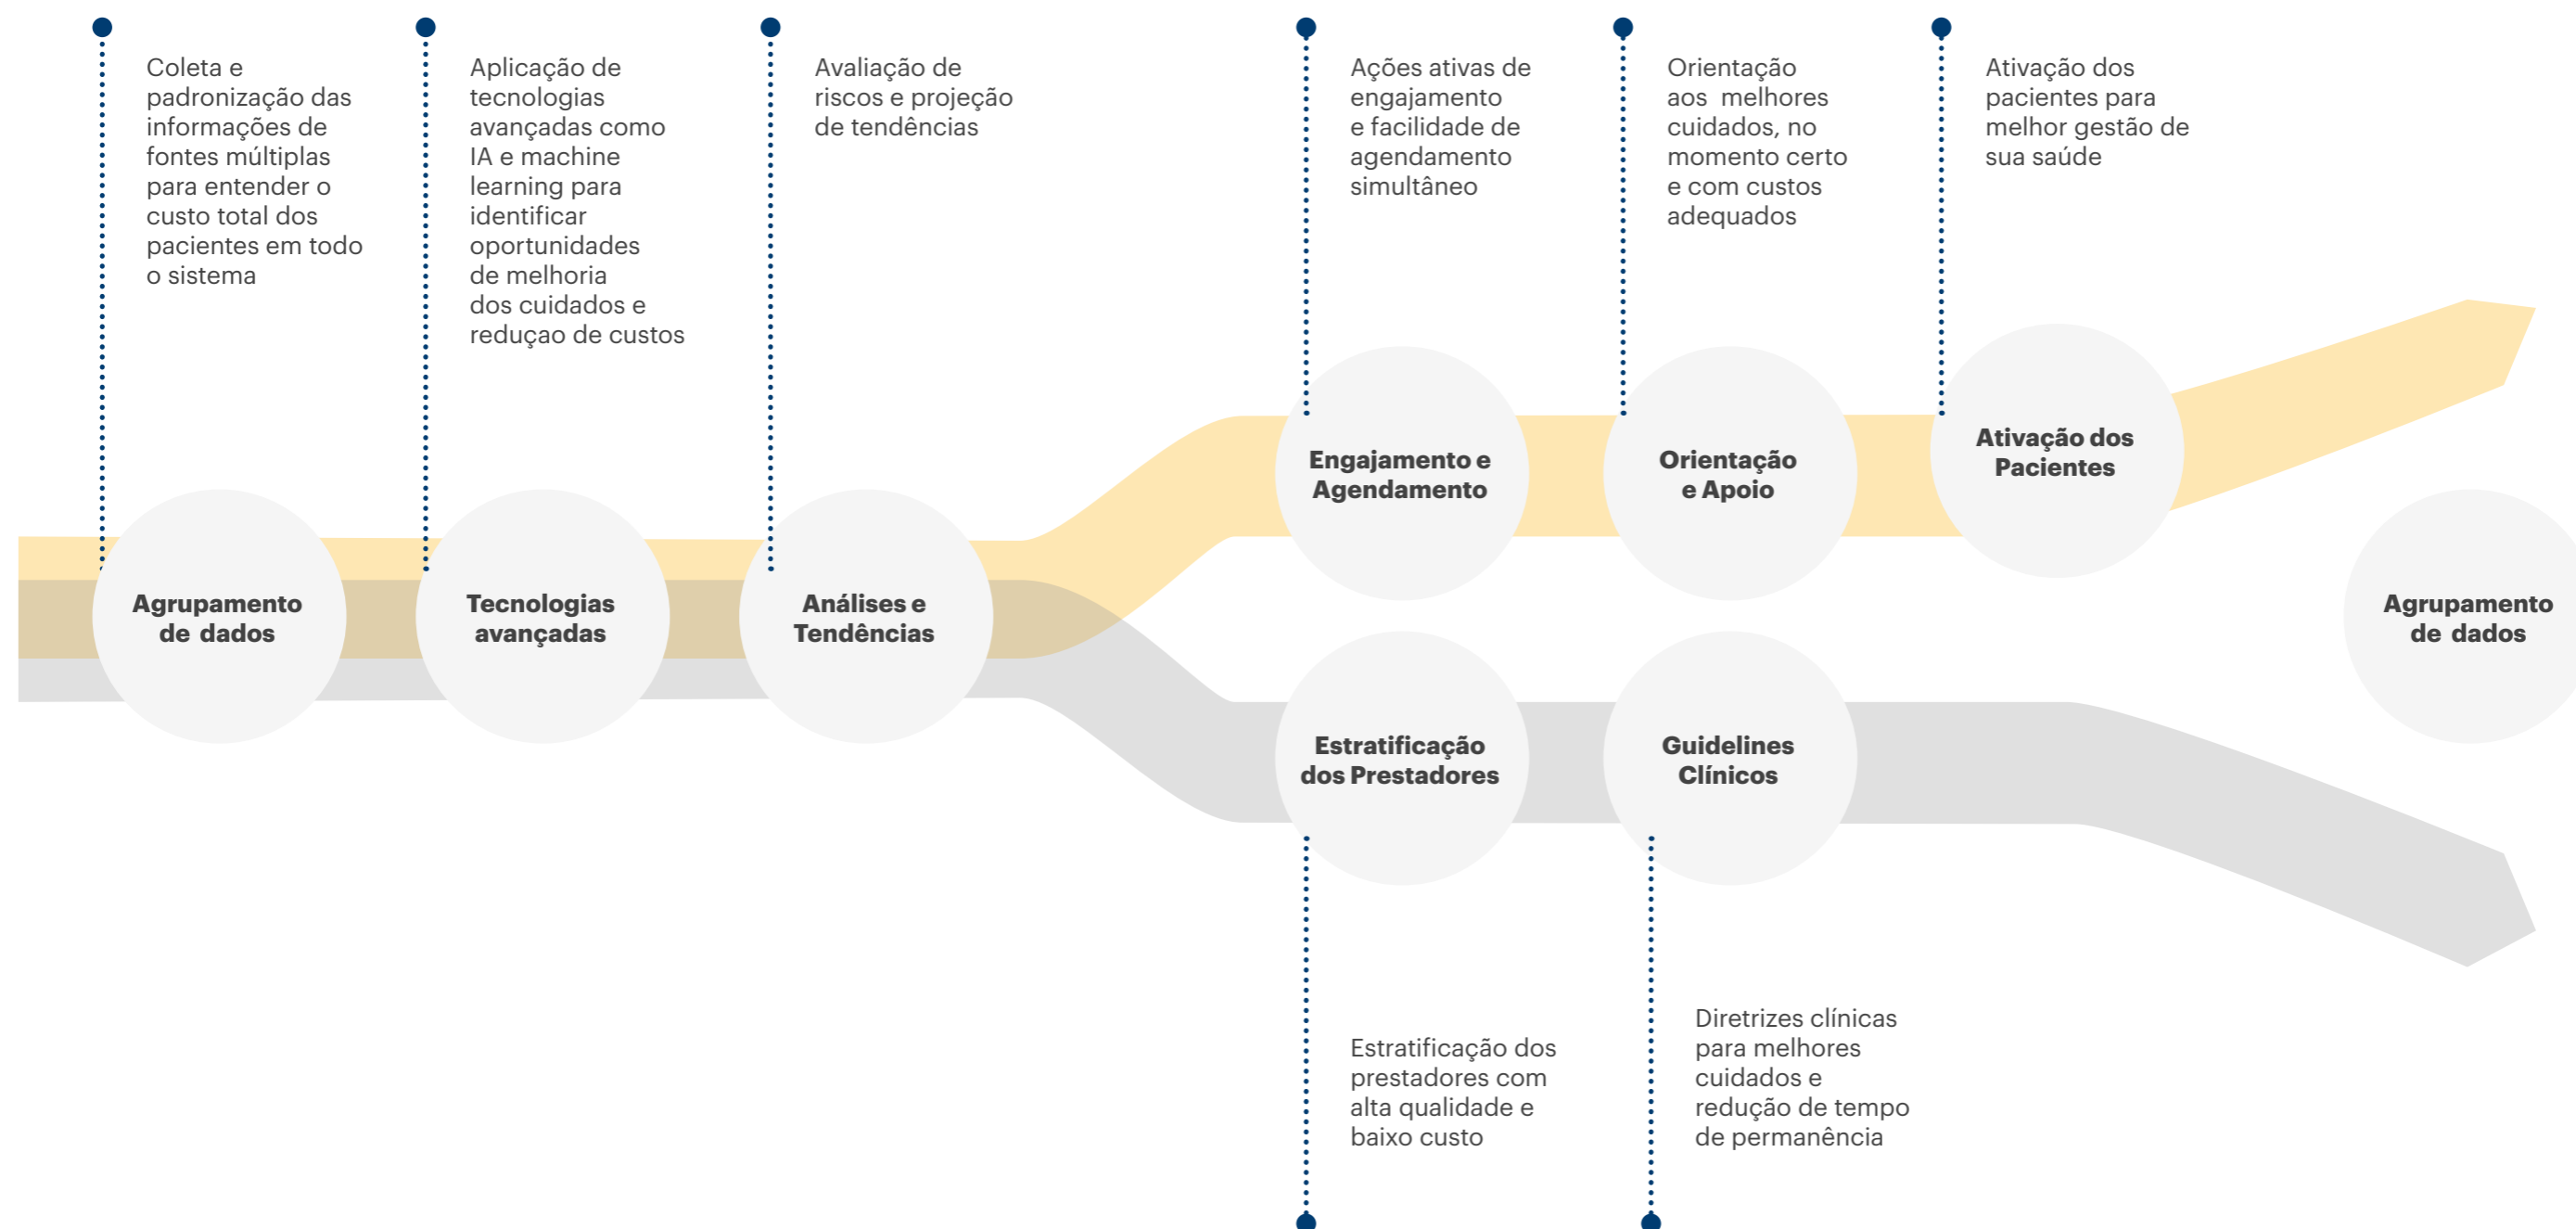 Coleta e
padronização das
informações de
fontes múltiplas
para entender o
custo total dos
pacientes em todo
o sistema
Aplicação de
tecnologias
avançadas como
IA e machine
learning para
identificar
oportunidades
de melhoria
dos cuidados e
reduçao de custos
Avaliação de
riscos e projeção
de tendências
Ações ativas de
engajamento
e facilidade de
agendamento
simultâneo
Orientação
aos melhores
cuidados, no
momento certo
e com custos
adequados
Ativação dos
pacientes para
melhor gestão de
sua saúde
Agrupamento
de dados
Tecnologias
avançadas
Análises e
Tendências
Engajamento e
Agendamento
Orientação
e Apoio
Ativação dos
Pacientes
Agrupamento
de dados
Estratificação
dos Prestadores
Guidelines
Clínicos
Estratificação dos
prestadores com
alta qualidade e
baixo custo
Diretrizes clínicas
para melhores
cuidados e
redução de tempo
de permanência